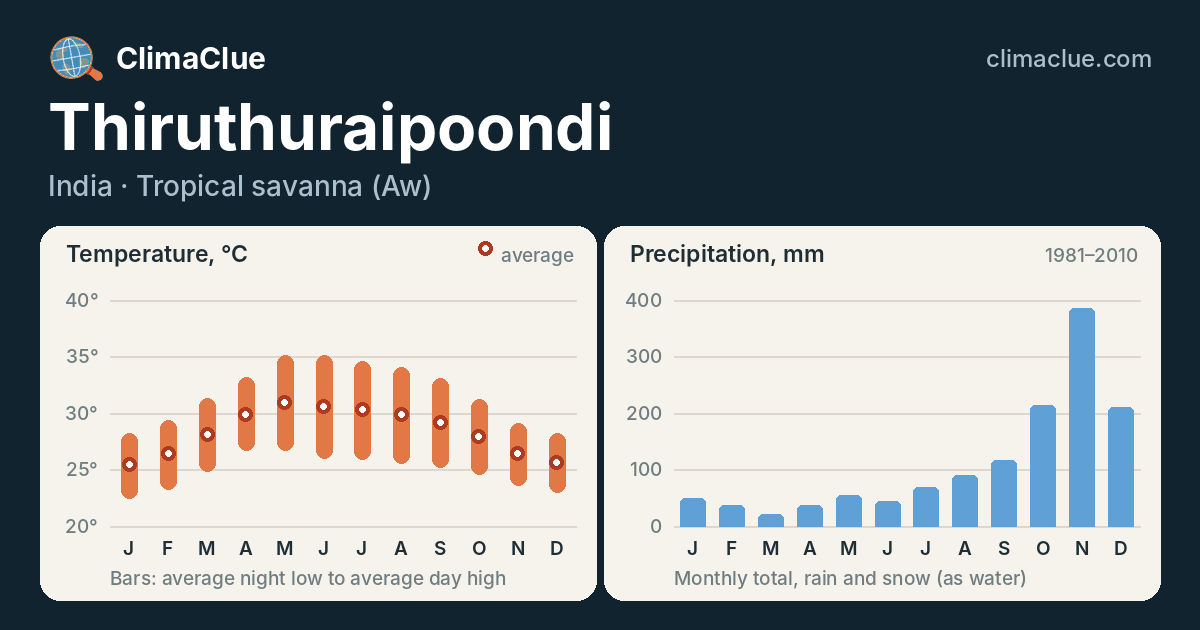 ClimaClue
climaclue.com
Thiruthuraipoondi
India · Tropical savanna (Aw)
Temperature, °C
average
40°
35°
30°
25°
20°
J F M A M J J A S O N D
Bars: average night low to average day high
Precipitation, mm
1981–2010
400
300
200
100
0
J F M A M J J A S O N D
Monthly total, rain and snow (as water)